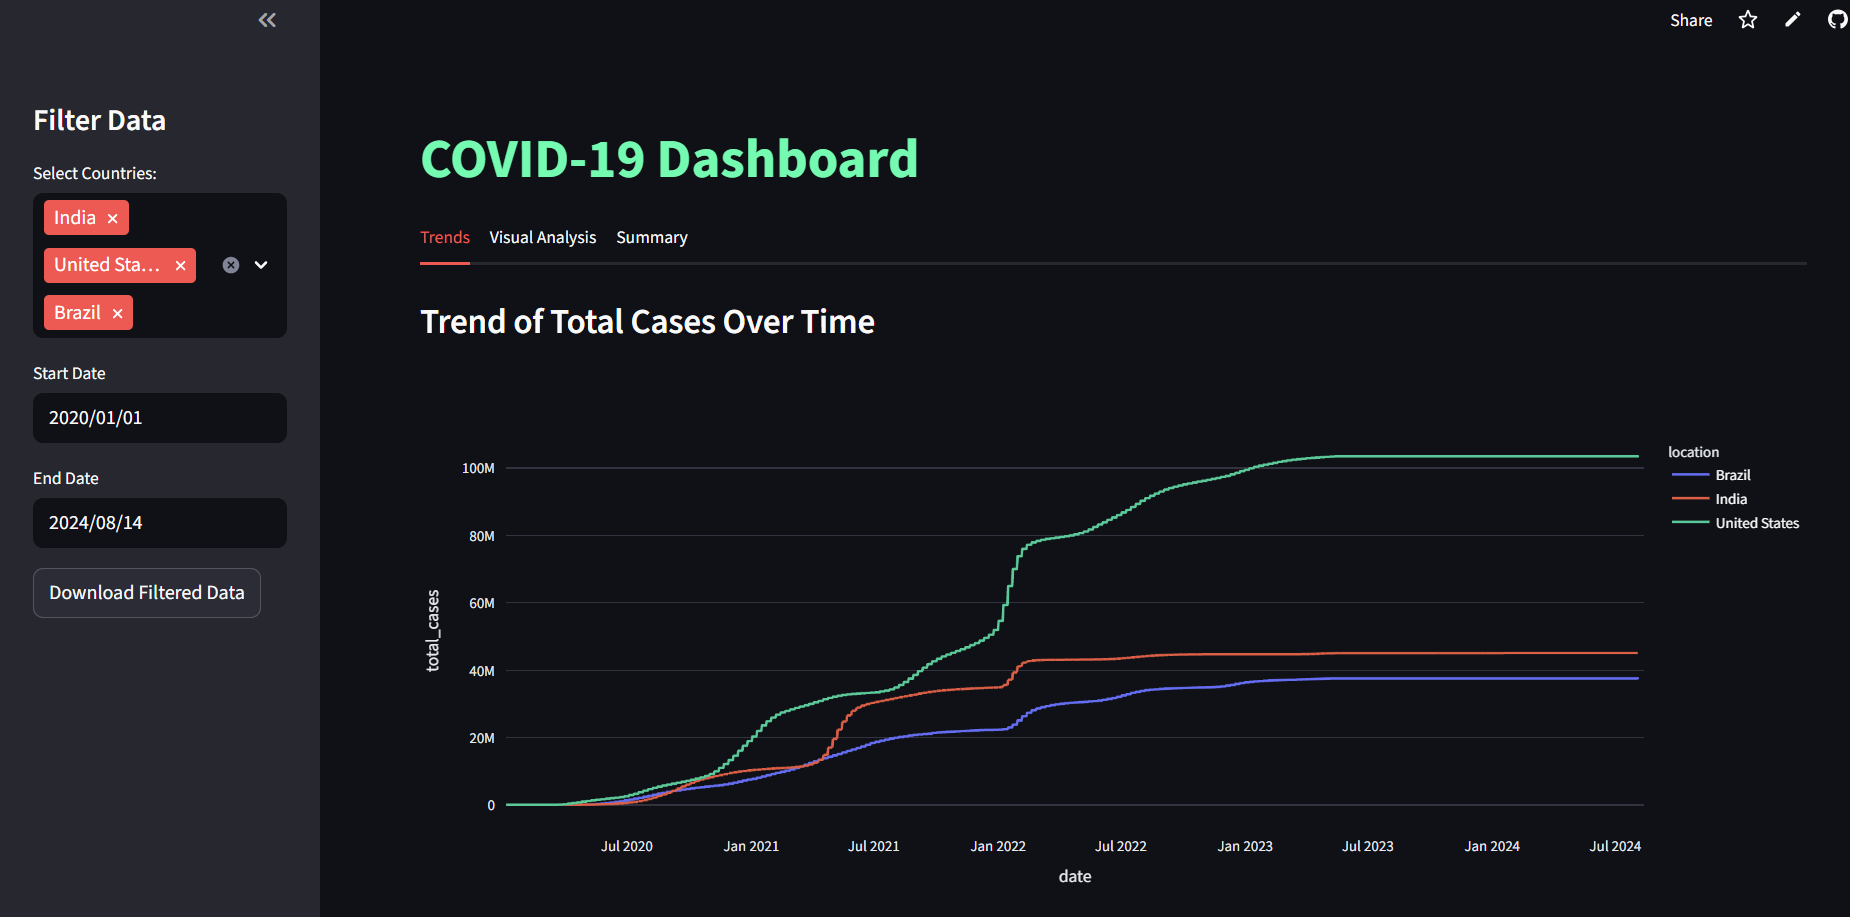 Share
Filter Data
Select Countries:
India
United Sta...
Brazil
Start Date
2020/01/01
End Date
2024/08/14
Download Filtered Data
COVID-19 Dashboard
Trends Visual Analysis Summary
Trend of Total Cases Over Time
total_cases
100M
80M
60M
40M
20M
0
Jul 2020 Jan 2021 Jul 2021 Jan 2022 Jul 2022 Jan 2023 Jul 2023 Jan 2024 Jul 2024
date
location
Brazil
India
United States